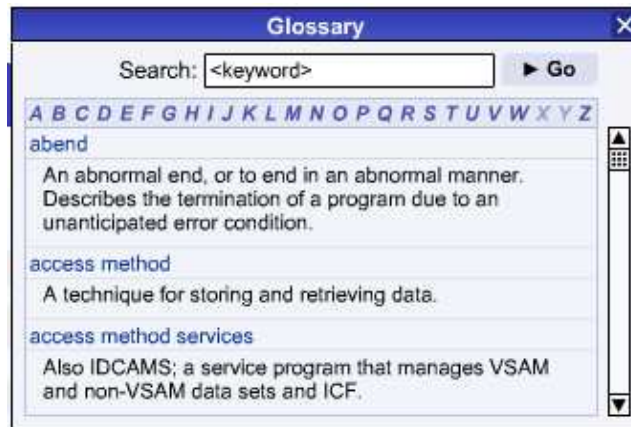 Glossary
Search: <keyword> ► Go
A B C D E F G H I J K L M N O P Q R S T U V W X Y Z
abend
An abnormal end, or to end in an abnormal manner.
Describes the termination of a program due to an
unanticipated error condition.
access method
A technique for storing and retrieving data.
access method services
Also IDCAMS; a service program that manages VSAM
and non-VSAM data sets and ICF.